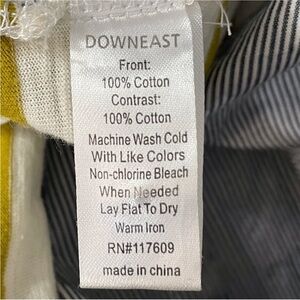 DOWNEAST
Front:
100% Cotton
Contrast:
100% Cotton
Machine Wash Cold
With Like Colors
Non-chlorine Bleach
When Needed
Lay Flat To Dry
Warm Iron
RN#117609
made in china